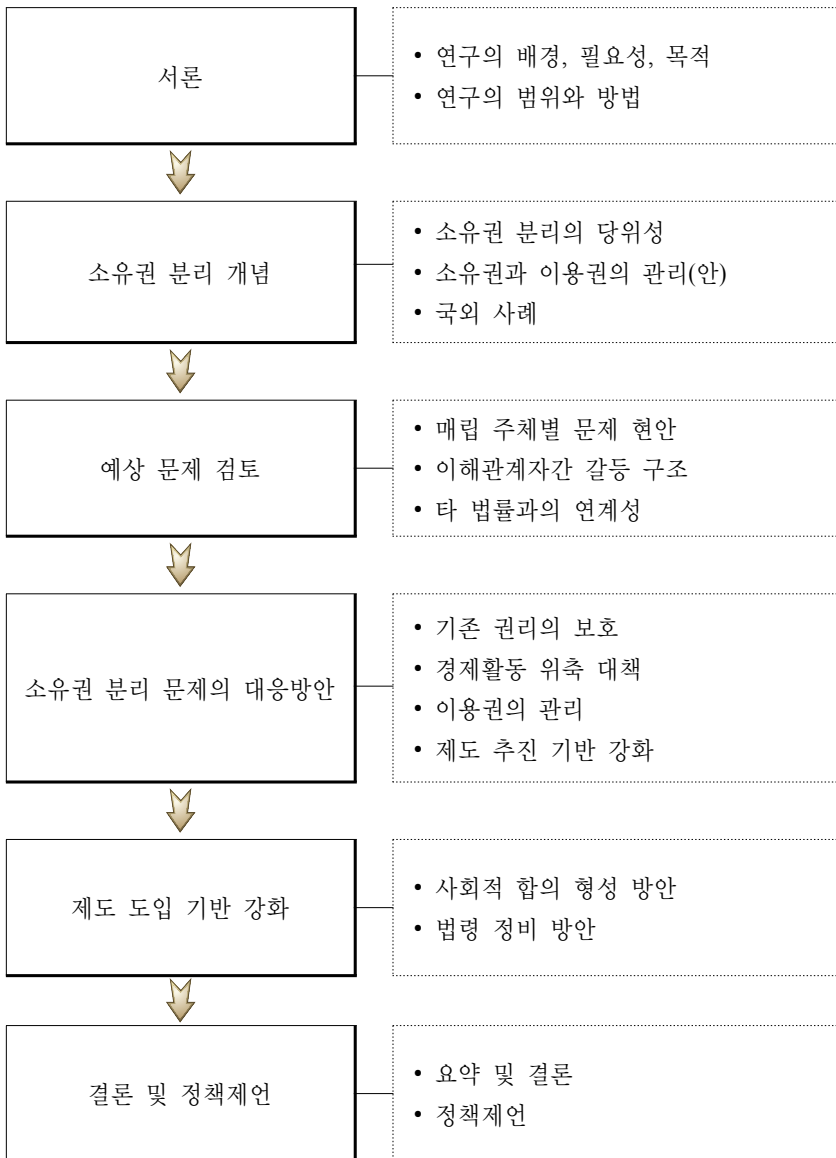 서론
• 연구의 배경, 필요성, 목적
• 연구의 범위와 방법
소유권 분리 개념
• 소유권 분리의 당위성
• 소유권과 이용권의 관리(안)
• 국외 사례
예상 문제 검토
• 매립 주체별 문제 현안
• 이해관계자간 갈등 구조
• 타 법률과의 연계성
소유권 분리 문제의 대응방안
• 기존 권리의 보호
• 경제활동 위축 대책
• 이용권의 관리
• 제도 추진 기반 강화
제도 도입 기반 강화
• 사회적 합의 형성 방안
• 법령 정비 방안
결론 및 정책제언
• 요약 및 결론
• 정책제언